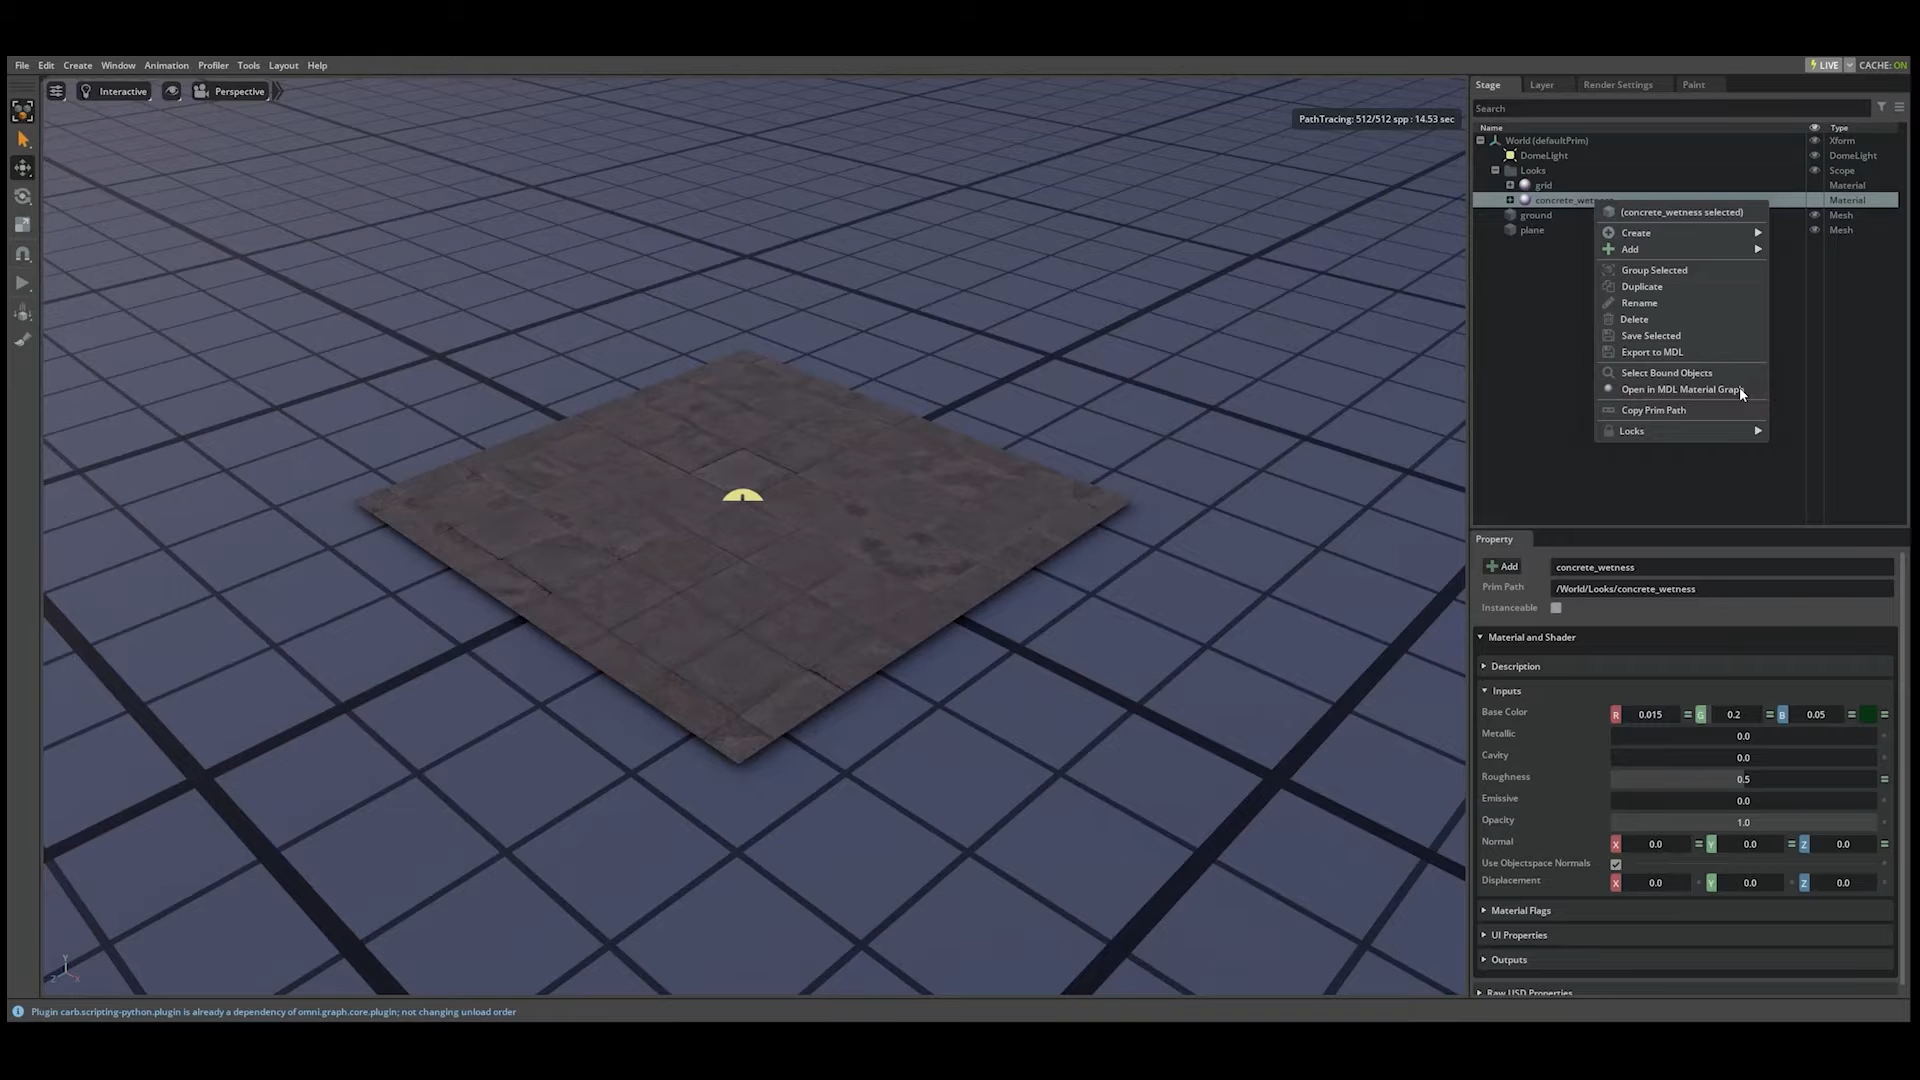 File Edit Create Window Animation Profiler Tools Layout Help
LIVE CACHE: ON
Interactive Perspective
PathTracing: 512/512 spp : 14.53 sec
Stage Layer Render Settings Paint
Search
Name Type
World (defaultPrim) Xform
DomeLight DomeLight
Looks Scope
grid Material
concrete_wetness Material
ground Mesh
plane Mesh
(concrete_wetness selected)
Create
Add
Group Selected
Duplicate
Rename
Delete
Save Selected
Export to MDL
Select Bound Objects
Open in MDL Material Graph
Copy Prim Path
Locks
Property
Add concrete_wetness
Prim Path /World/Looks/concrete_wetness
Instanceable
Material and Shader
Description
Inputs
Base Color R 0.015 G 0.2 B 0.05
Metallic 0.0
Cavity 0.0
Roughness 0.5
Emissive 0.0
Opacity 1.0
Normal X 0.0 Y 0.0 Z 0.0
Use Objectspace Normals
Displacement X 0.0 Y 0.0 Z 0.0
Material Flags
UI Properties
Outputs
Raw USD Properties
Y
Z X
Plugin carb.scripting-python.plugin is already a dependency of omni.graph.core.plugin; not changing unload order